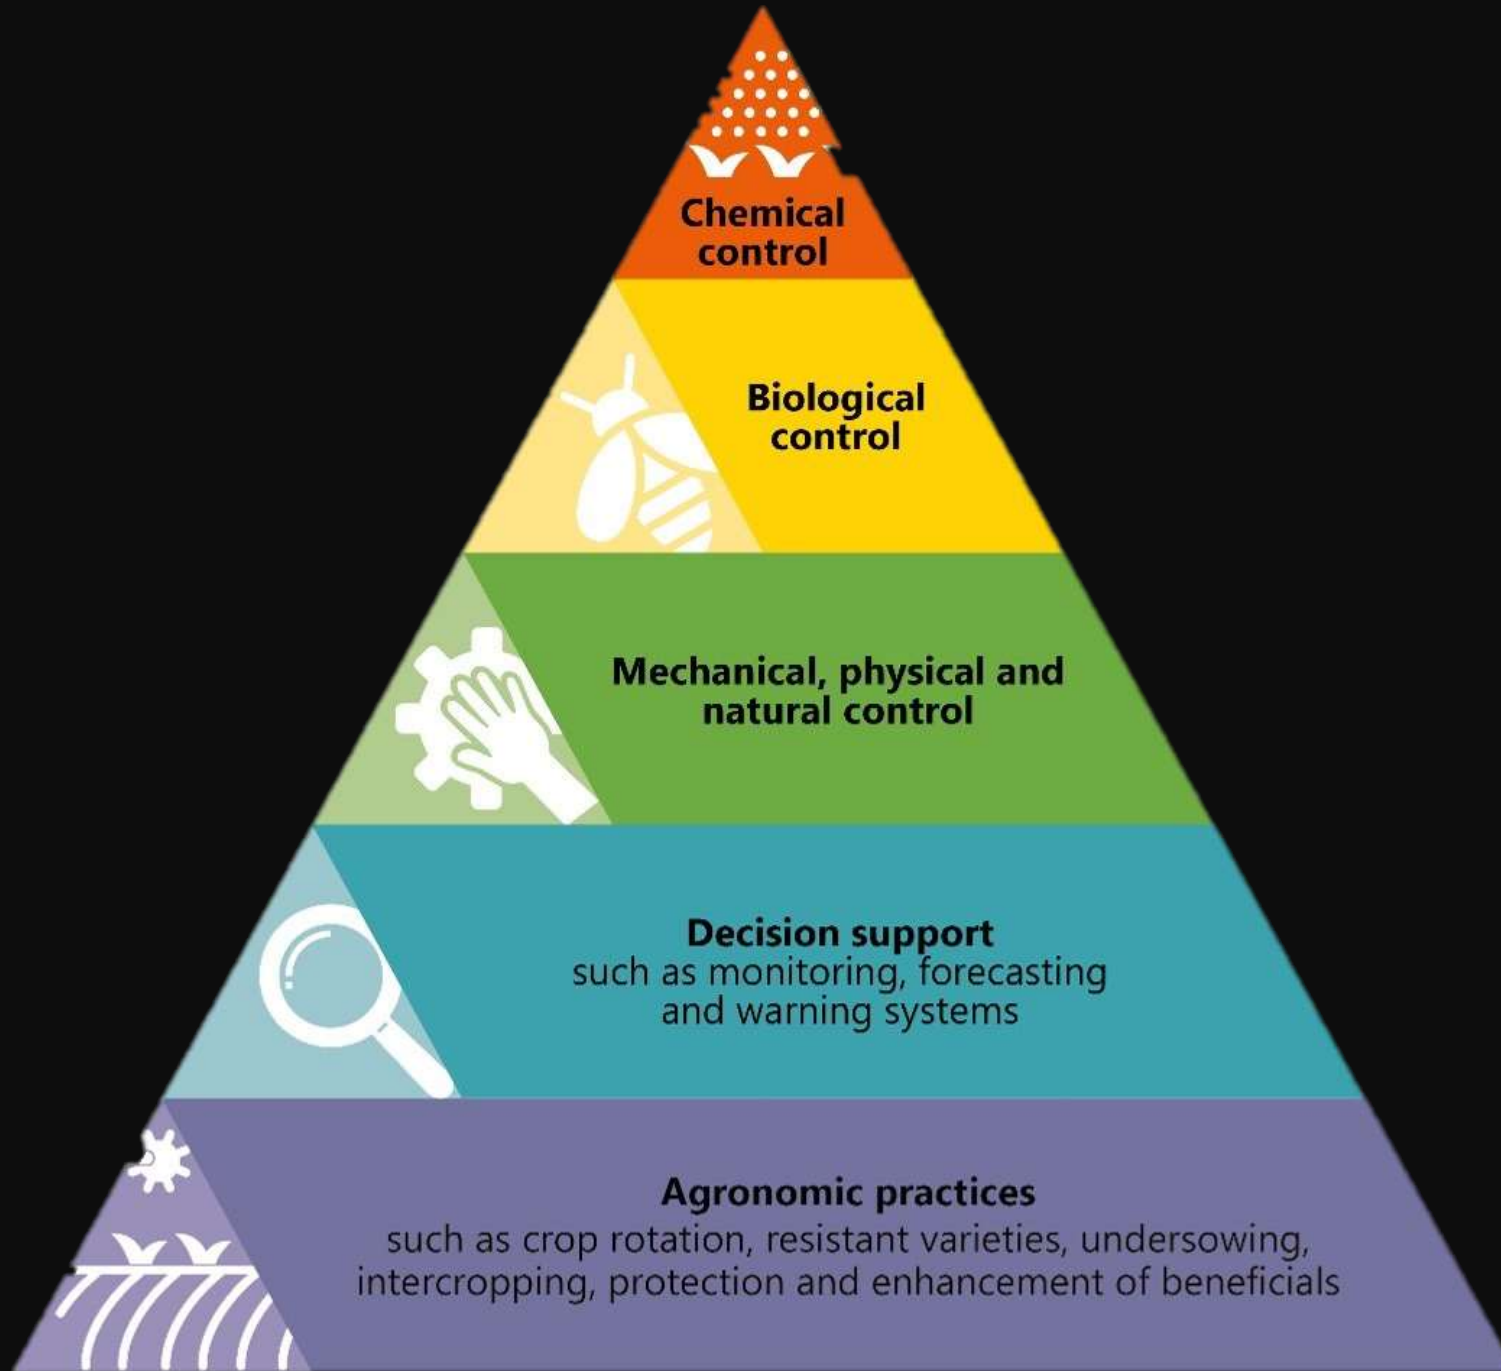 Chemical
control
Biological
control
Mechanical, physical and
natural control
Decision support
such as monitoring, forecasting
and warning systems
Agronomic practices
such as crop rotation, resistant varieties, undersowing,
intercropping, protection and enhancement of beneficials